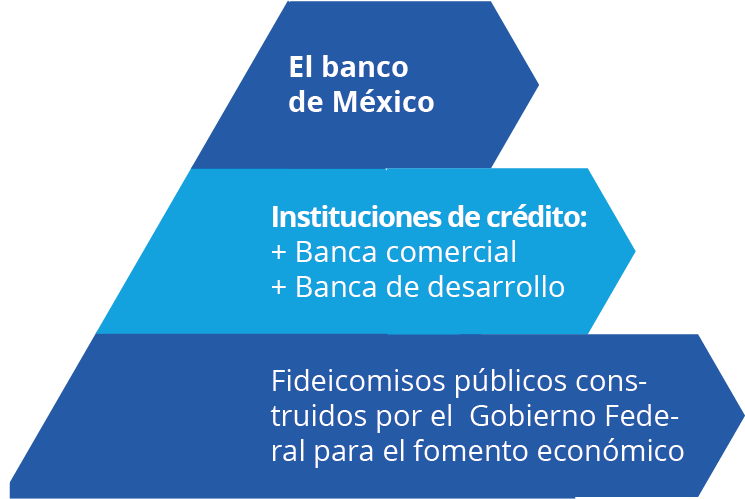 El banco
de México
Instituciones de crédito:
+ Banca comercial
+ Banca de desarrollo
Fideicomisos públicos cons-
truidos por el  Gobierno Fede-
ral para el fomento económico